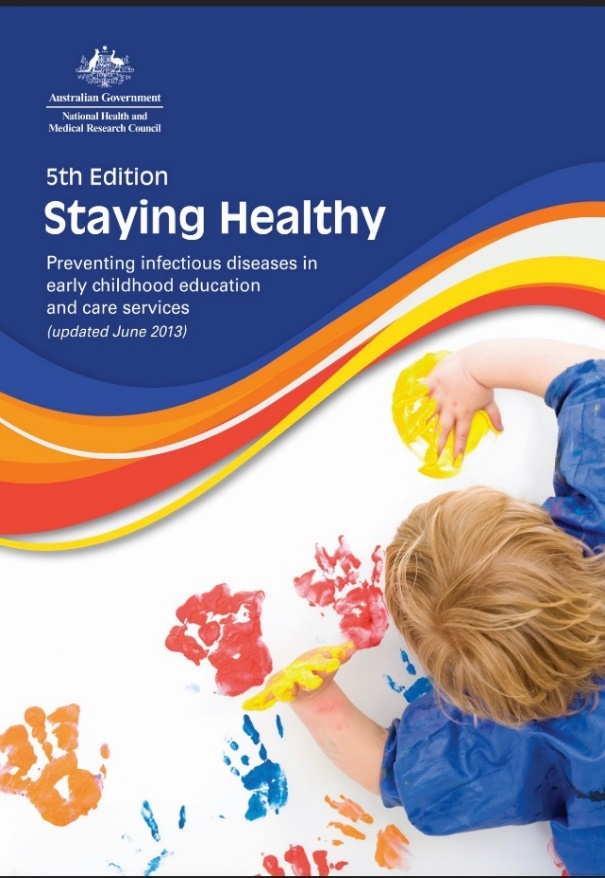 Australian Government
National Health and
Medical Research Council
5th Edition
Staying Healthy
Preventing infectious diseases in
early childhood education
and care services
(updated June 2013)